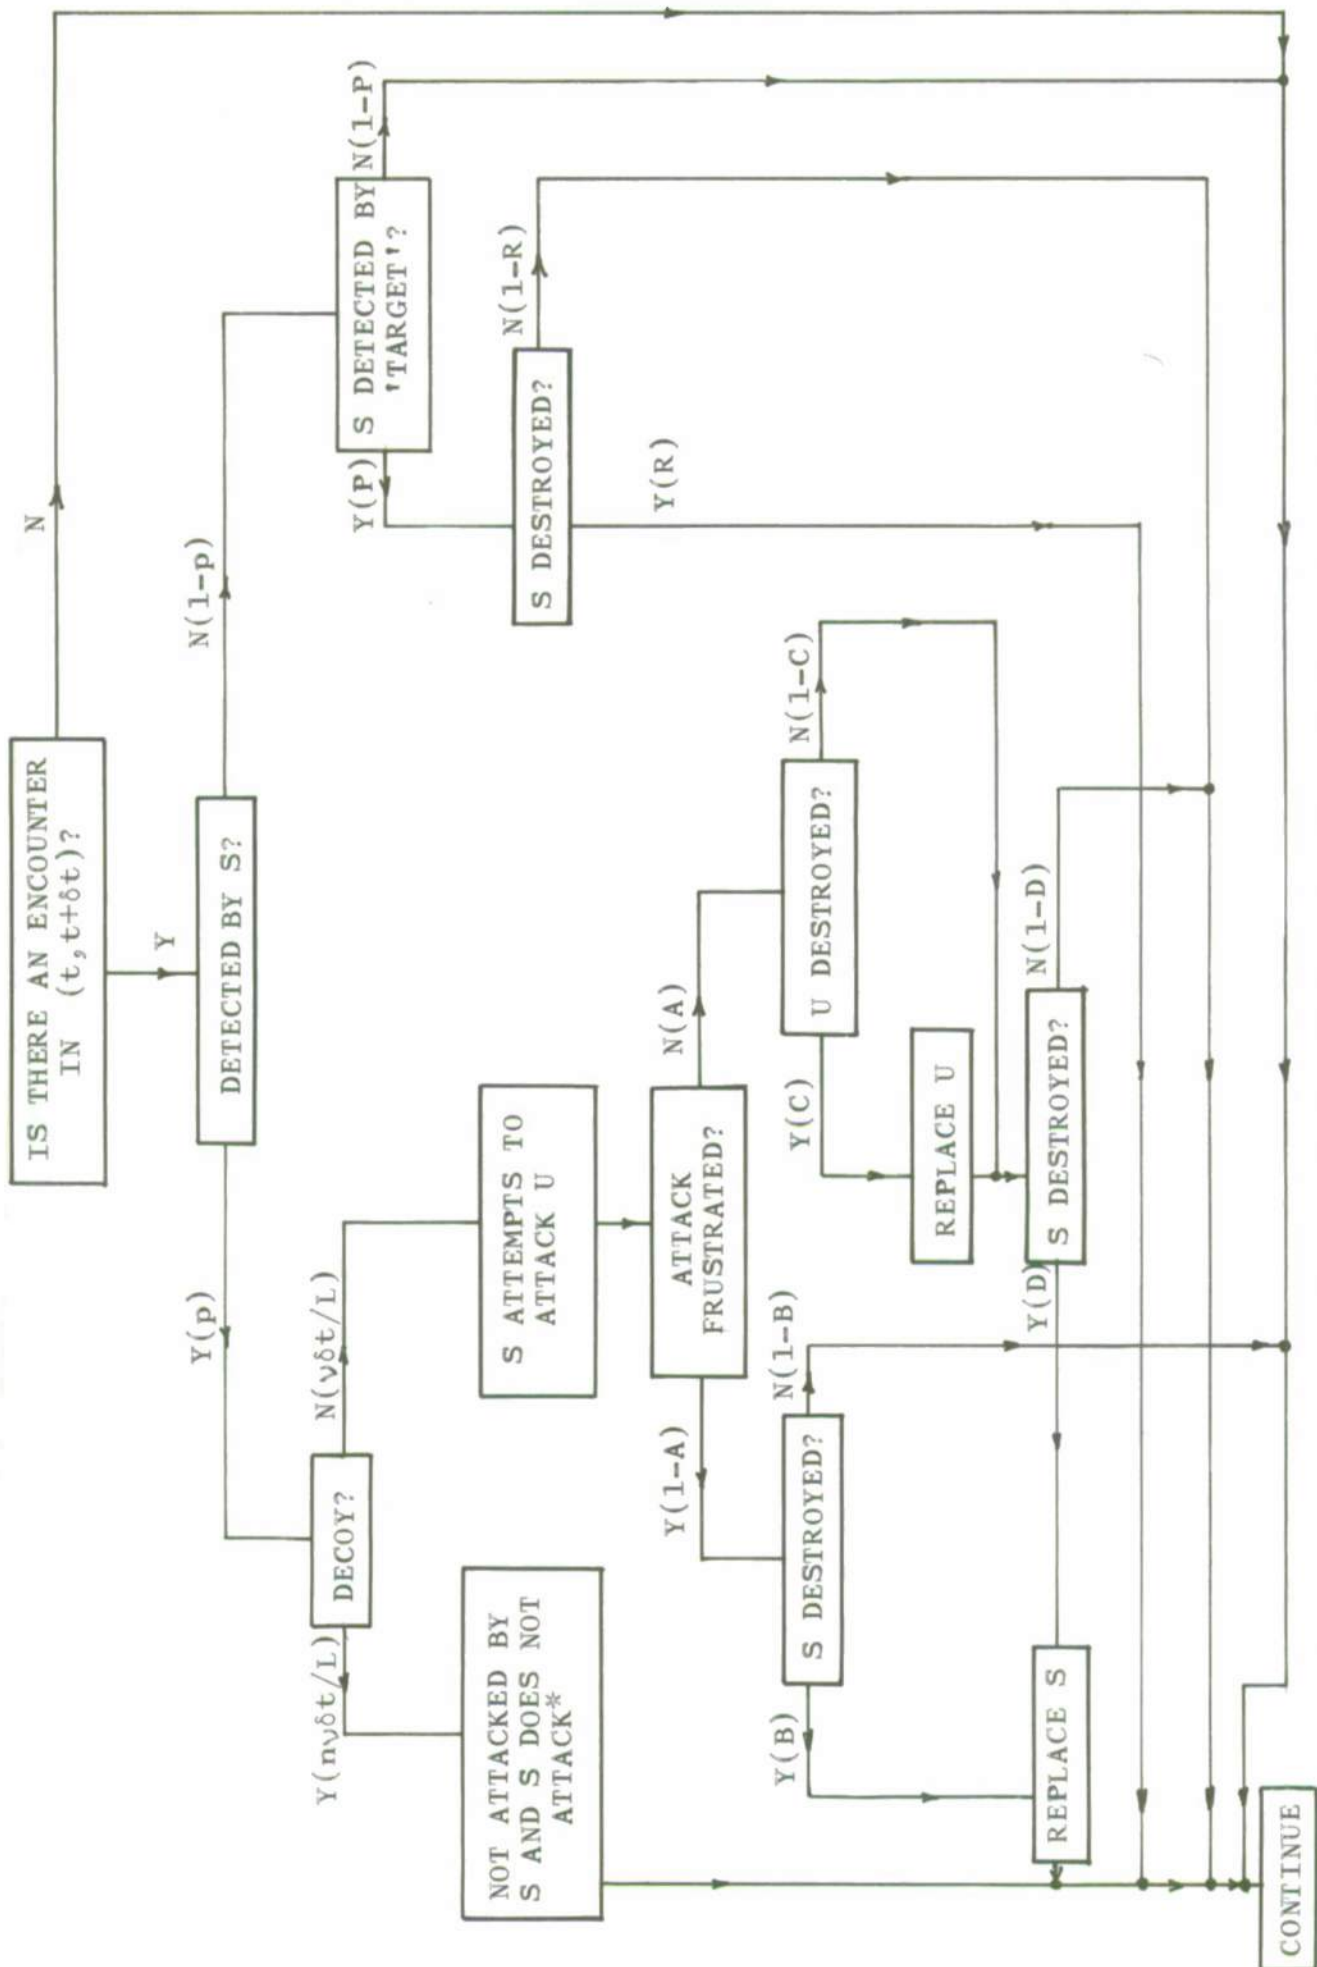 IS THERE AN ENCOUNTER
IN (t,t+δt)?
N
Y
DETECTED BY S?
Y(p)
N(1-p)
DECOY?
Y(nνδt/L)
N(νδt/L)
S DETECTED BY
'TARGET'?
Y(P)
N(1-P)
NOT ATTACKED BY
S AND S DOES NOT
ATTACK*
S ATTEMPTS TO
ATTACK U
S DESTROYED?
N(1-R)
Y(R)
ATTACK
FRUSTRATED?
Y(1-A)
N(A)
S DESTROYED?
Y(B)
N(1-B)
U DESTROYED?
Y(C)
N(1-C)
REPLACE U
S DESTROYED?
Y(D)
N(1-D)
REPLACE S
CONTINUE